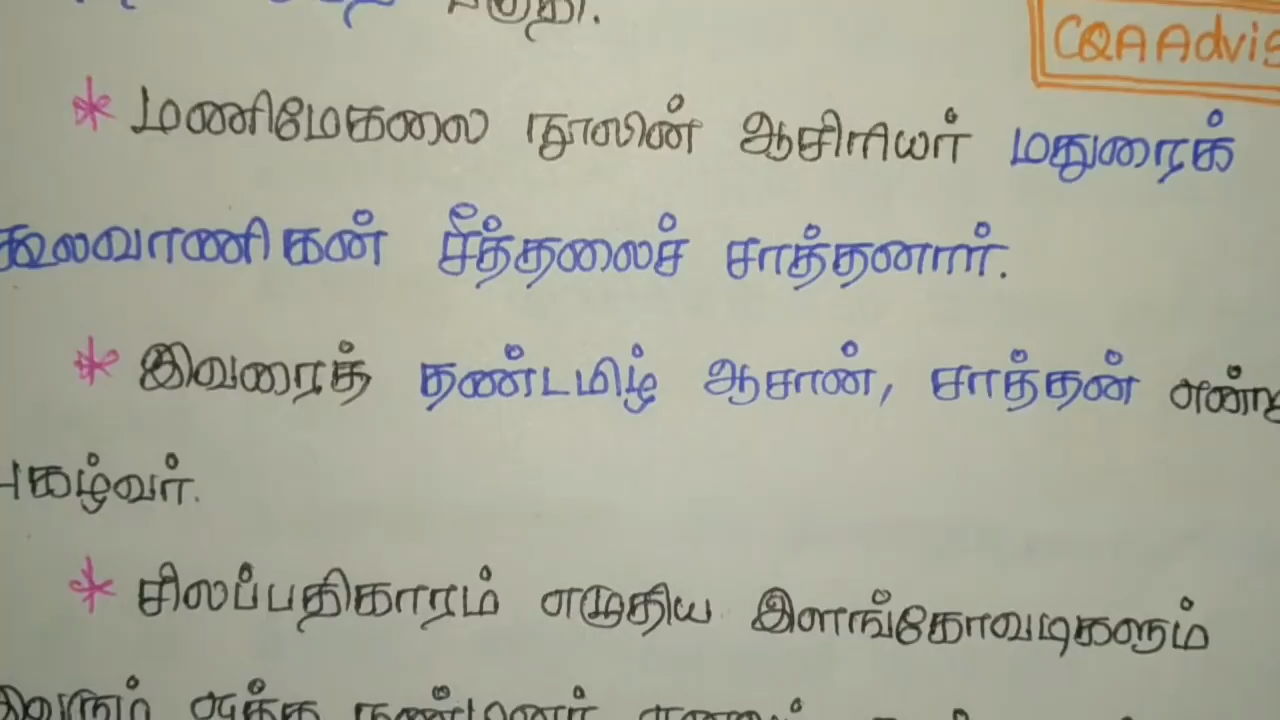 CQA Advis
* மணிமேகலை நூலின் ஆசிரியர் மதுரைக்
கூலவாணிகன் சீத்தலைச் சாத்தனார்.
* இவரைத் தண்டமிழ் ஆசான், சாத்தன் என்று
புகழ்வர்.
* சிலப்பதிகாரம் எழுதிய இளங்கோவடிகளும்